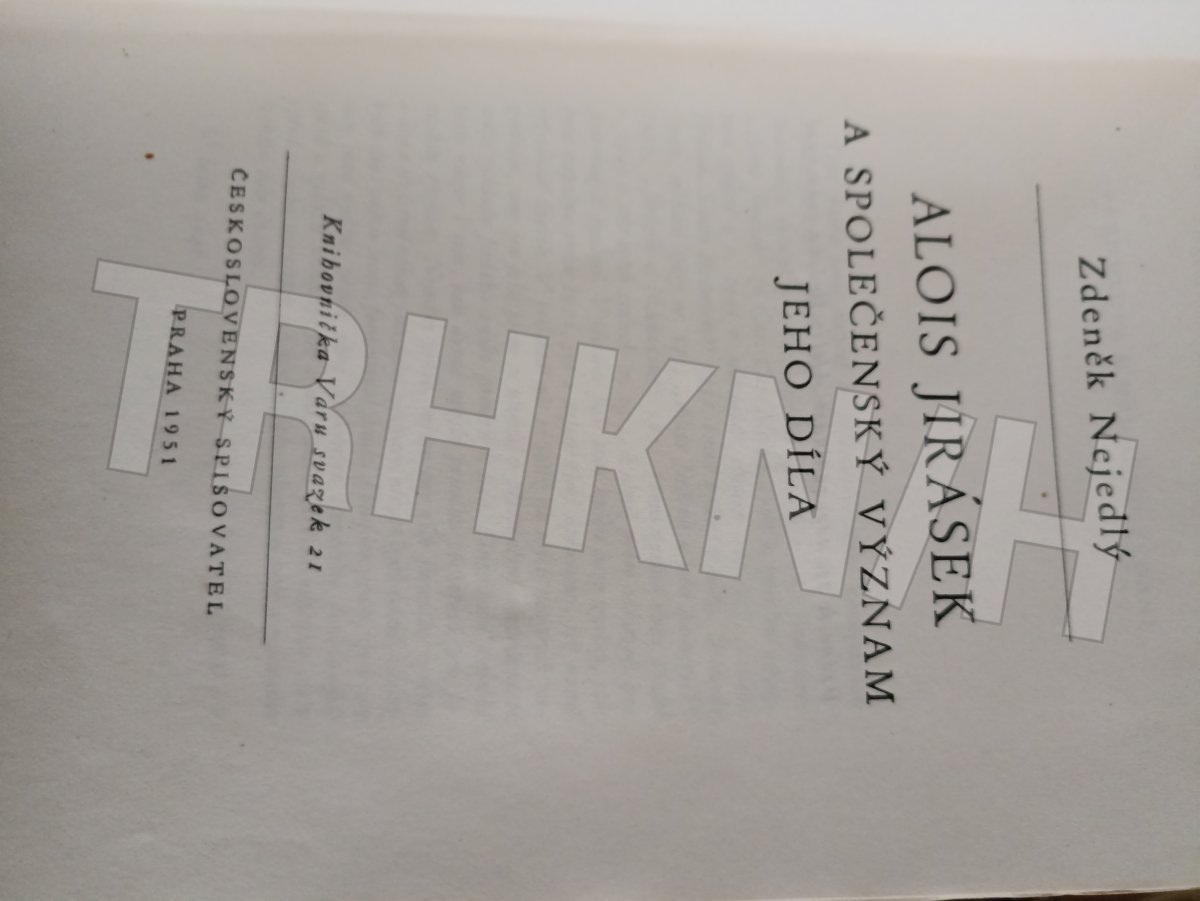 Zdeněk Nejedlý
ALOIS JIRÁSEK
A SPOLEČENSKÝ VÝZNAM
JEHO DÍLA
Knihovnička Varu svazek 21
ČESKOSLOVENSKÝ SPISOVATEL
PRAHA 1951
TRHKNIH